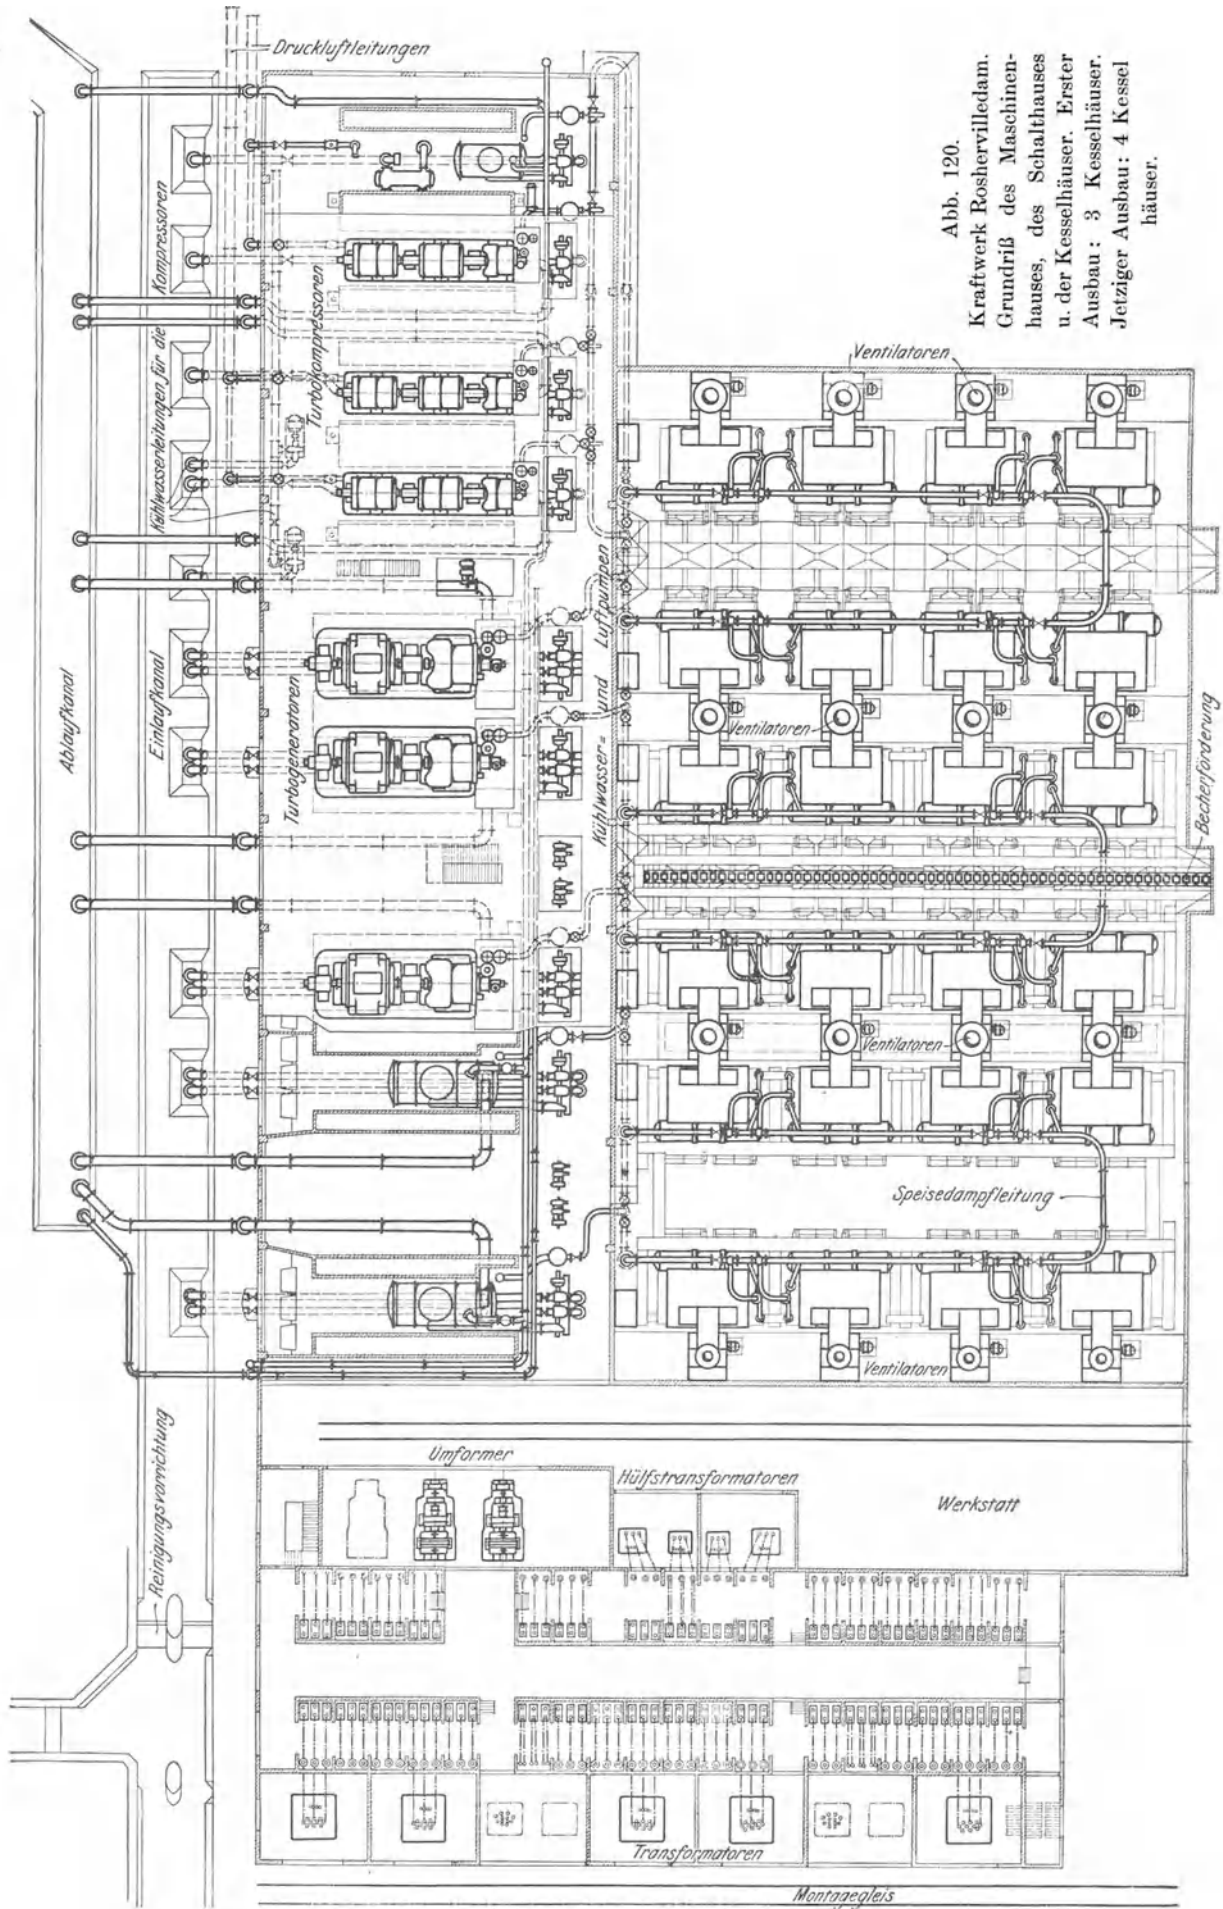 Druckluftleitungen
Abb. 120.
Kraftwerk Roshervilledam.
Grundriß des Maschinen-
hauses, des Schalthauses
u. der Kesselhäuser. Erster
Ausbau: 3 Kesselhäuser.
Jetziger Ausbau: 4 Kessel
häuser.
Kühlwasserleitungen für die Kompressoren
Turbokompressoren
Ventilatoren
Ablaufkanal
Einlaufkanal
Turbogeneratoren
Kühlwasser= und Luftpumpen
Ventilatoren
Becherförderung
Ventilatoren
Speisedampfleitung
Ventilatoren
Reinigungsvorrichtung
Umformer
Hülfstransformatoren
Werkstatt
Transformatoren
Montagegleis